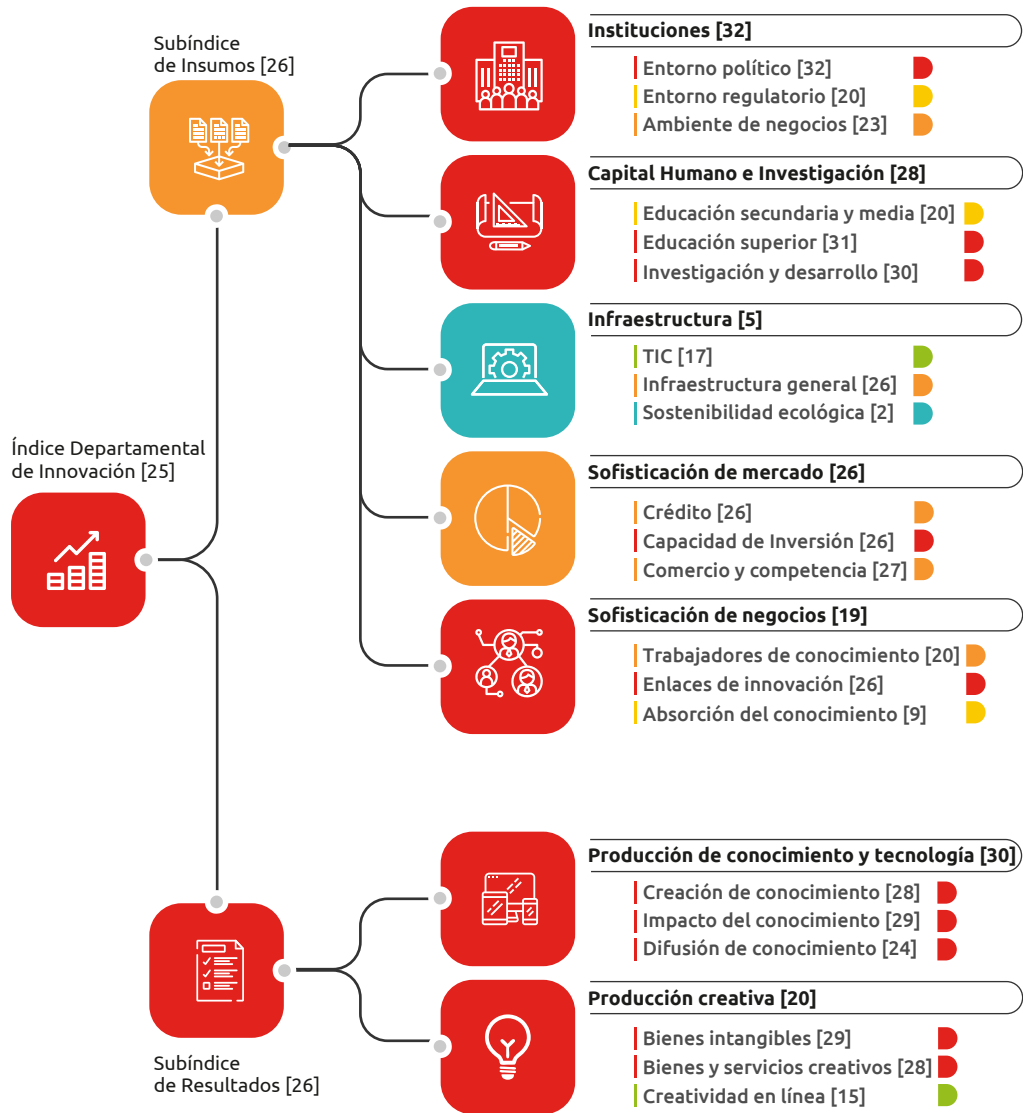 Índice Departamental
de Innovación [25]
Subíndice
de Insumos [26]
Instituciones [32]
Entorno político [32]
Entorno regulatorio [20]
Ambiente de negocios [23]
Capital Humano e Investigación [28]
Educación secundaria y media [20]
Educación superior [31]
Investigación y desarrollo [30]
Infraestructura [5]
TIC [17]
Infraestructura general [26]
Sostenibilidad ecológica [2]
Sofisticación de mercado [26]
Crédito [26]
Capacidad de Inversión [26]
Comercio y competencia [27]
Sofisticación de negocios [19]
Trabajadores de conocimiento [20]
Enlaces de innovación [26]
Absorción del conocimiento [9]
Subíndice
de Resultados [26]
Producción de conocimiento y tecnología [30]
Creación de conocimiento [28]
Impacto del conocimiento [29]
Difusión de conocimiento [24]
Producción creativa [20]
Bienes intangibles [29]
Bienes y servicios creativos [28]
Creatividad en línea [15]